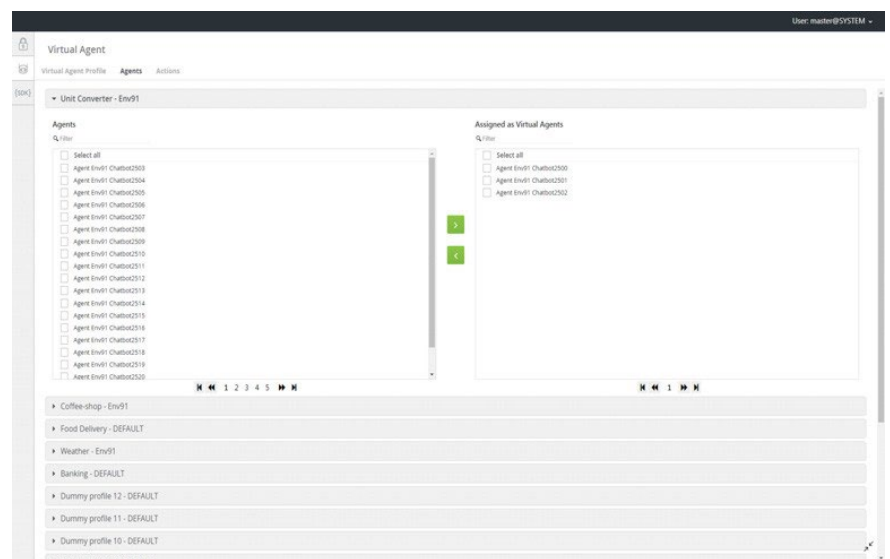 User: master@SYSTEM
Virtual Agent
Virtual Agent Profile Agents Actions
{SDK}
Unit Converter - Env91
Agents
Filter
Select all
Agent Env91 Chatbot2503
Agent Env91 Chatbot2504
Agent Env91 Chatbot2505
Agent Env91 Chatbot2506
Agent Env91 Chatbot2507
Agent Env91 Chatbot2508
Agent Env91 Chatbot2509
Agent Env91 Chatbot2510
Agent Env91 Chatbot2511
Agent Env91 Chatbot2512
Agent Env91 Chatbot2513
Agent Env91 Chatbot2514
Agent Env91 Chatbot2515
Agent Env91 Chatbot2516
Agent Env91 Chatbot2517
Agent Env91 Chatbot2518
Agent Env91 Chatbot2519
Agent Env91 Chatbot2520
1 2 3 4 5
Assigned as Virtual Agents
Filter
Select all
Agent Env91 Chatbot2500
Agent Env91 Chatbot2501
Agent Env91 Chatbot2502
1
Coffee-shop - Env91
Food Delivery - DEFAULT
Weather - Env91
Banking - DEFAULT
Dummy profile 12 - DEFAULT
Dummy profile 11 - DEFAULT
Dummy profile 10 - DEFAULT